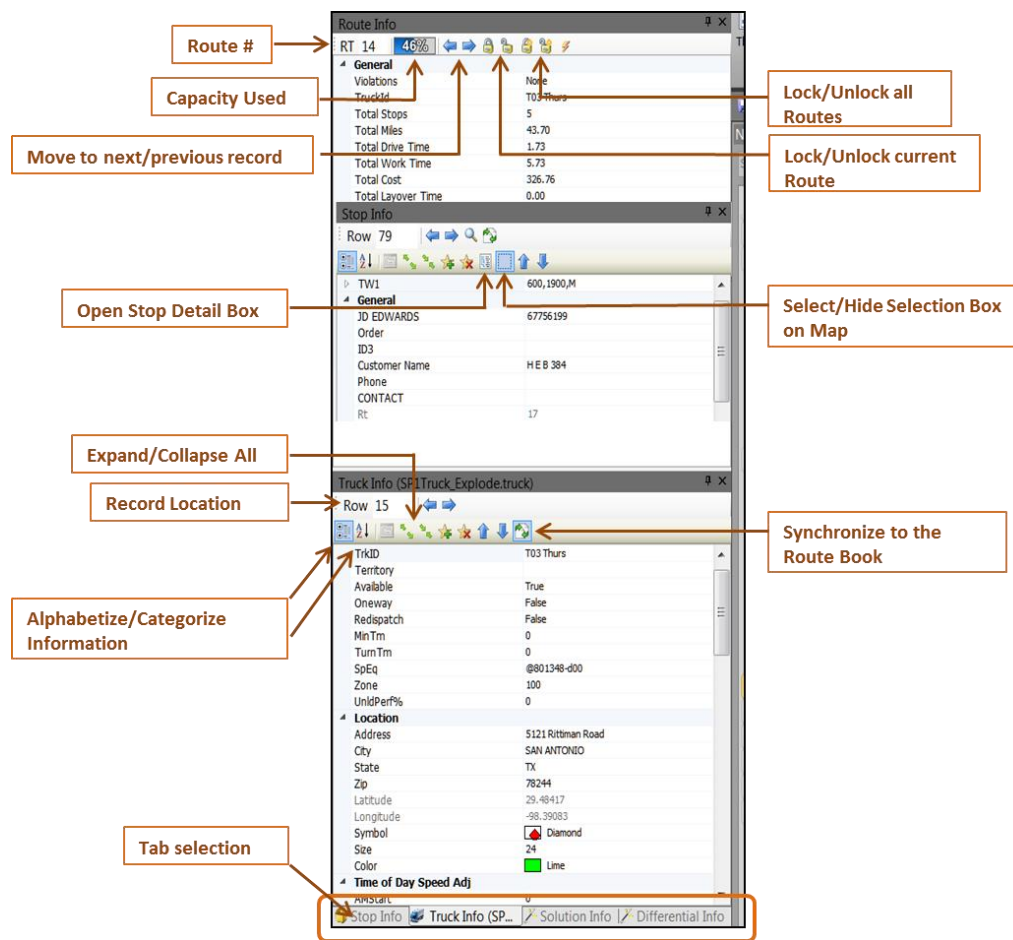 Route Info
Route #
RT 14 46%
General
Violations None
Capacity Used
TruckId T03 Thurs
Lock/Unlock all
Routes
Total Stops 5
Total Miles 43.70
Move to next/previous record
Total Drive Time 1.73
Lock/Unlock current
Route
Total Work Time 5.73
Total Cost 326.76
Total Layover Time 0.00
Stop Info
Row 79
TW1 600,1900,M
General
Open Stop Detail Box
Select/Hide Selection Box
on Map
JD EDWARDS 67756199
Order
ID3
Customer Name H E B 384
Phone
CONTACT
Rt 17
Expand/Collapse All
Truck Info (SP1Truck_Explode.truck)
Record Location
Row 15
Synchronize to the
Route Book
TrkID T03 Thurs
Territory
Available True
Oneway False
Redispatch False
Alphabetize/Categorize
Information
MinTm 0
TurnTm 0
SpEq @801348-d00
Zone 100
UnldPerf% 0
Location
Address 5121 Rittiman Road
City SAN ANTONIO
State TX
Zip 78244
Latitude 29.48417
Longitude -98.39083
Symbol Diamond
Tab selection
Size 24
Color Lime
Time of Day Speed Adj
AMStart 0
Stop Info Truck Info (SP... Solution Info Differential Info